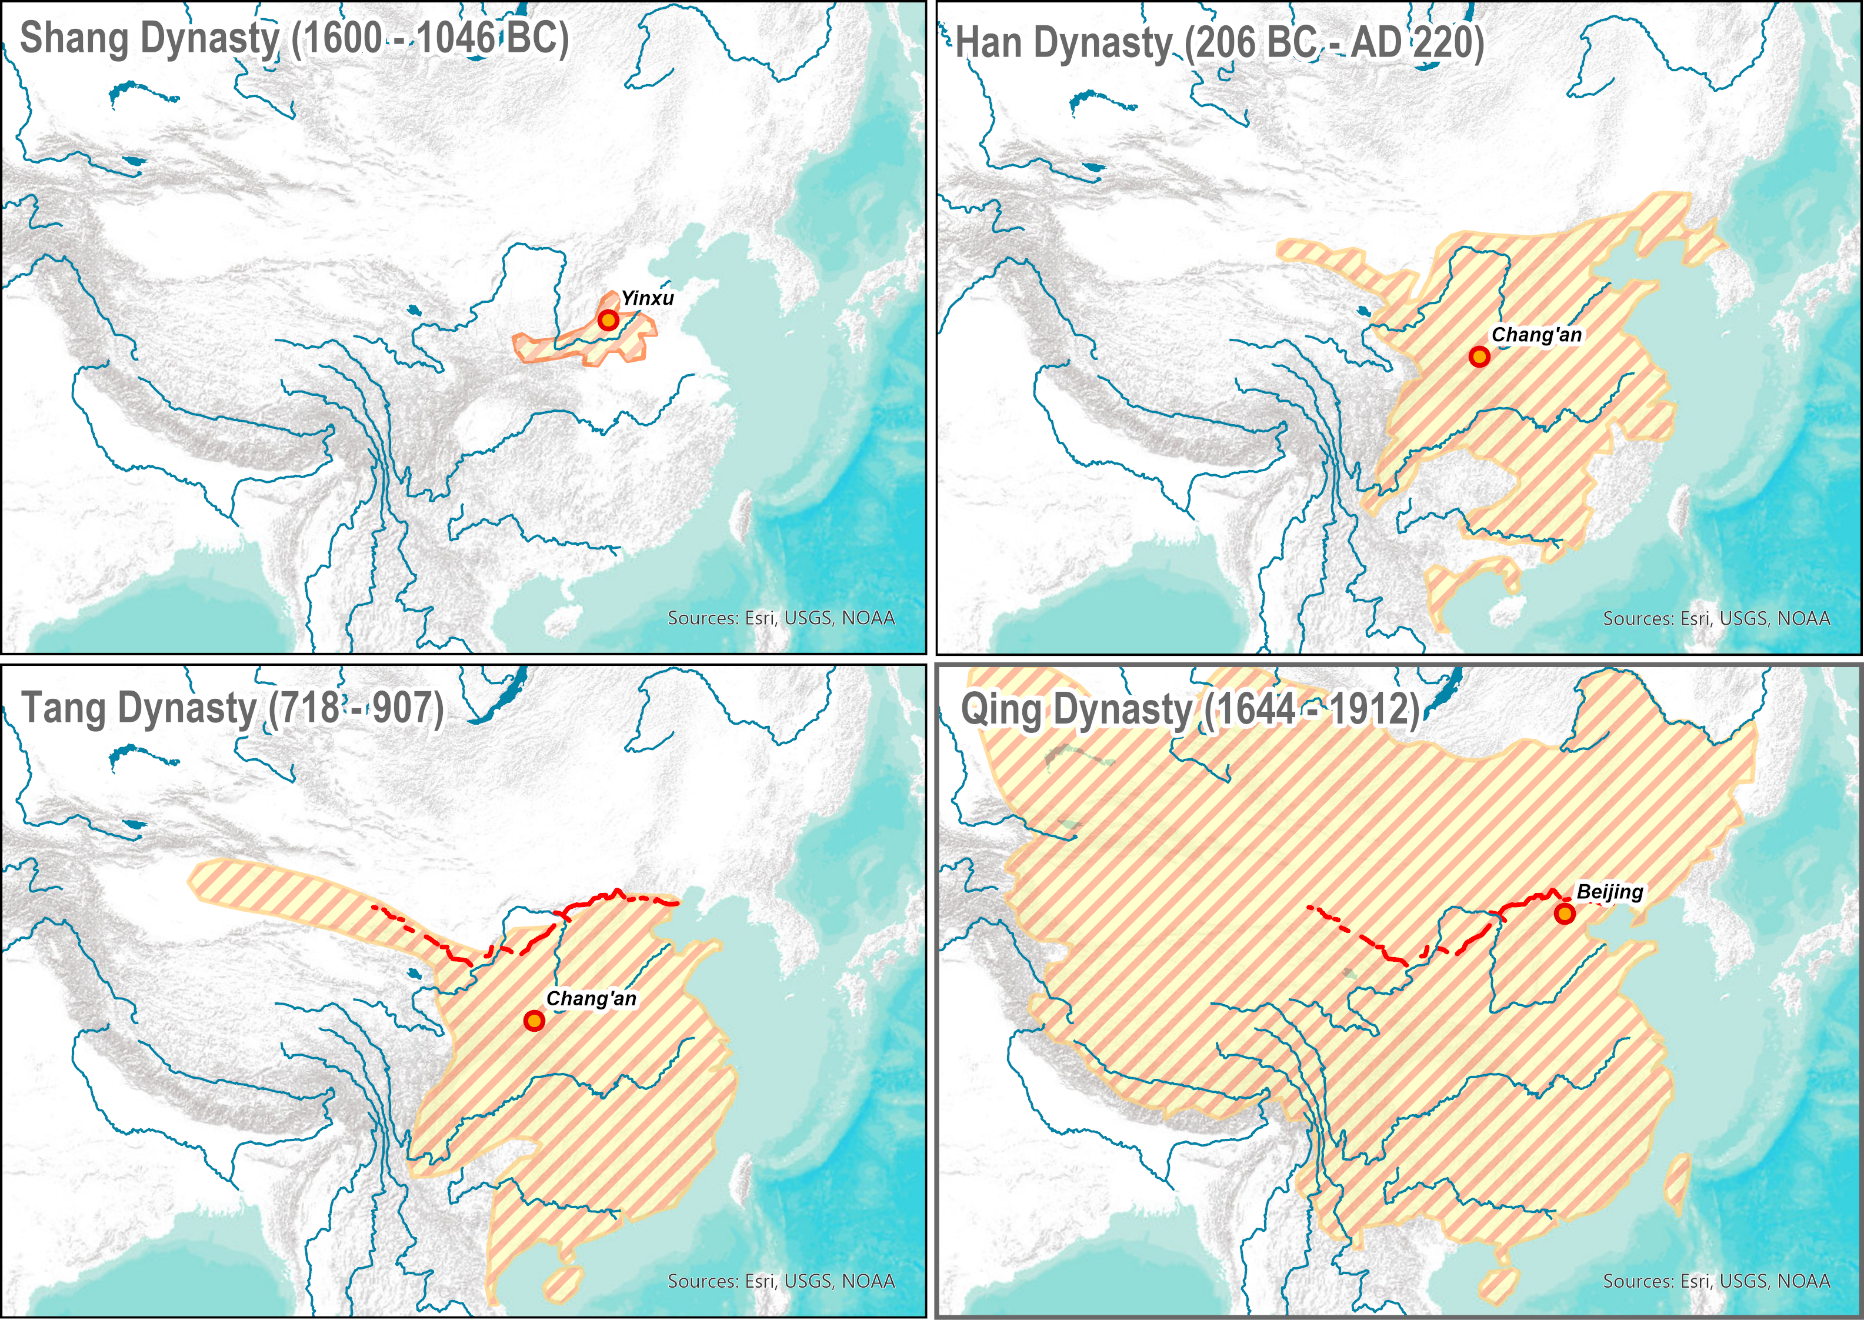 Shang Dynasty (1600 - 1046 BC)
Yinxu
Sources: Esri, USGS, NOAA
Han Dynasty (206 BC - AD 220)
Chang'an
Sources: Esri, USGS, NOAA
Tang Dynasty (718 - 907)
Chang'an
Sources: Esri, USGS, NOAA
Qing Dynasty (1644 - 1912)
Beijing
Sources: Esri, USGS, NOAA